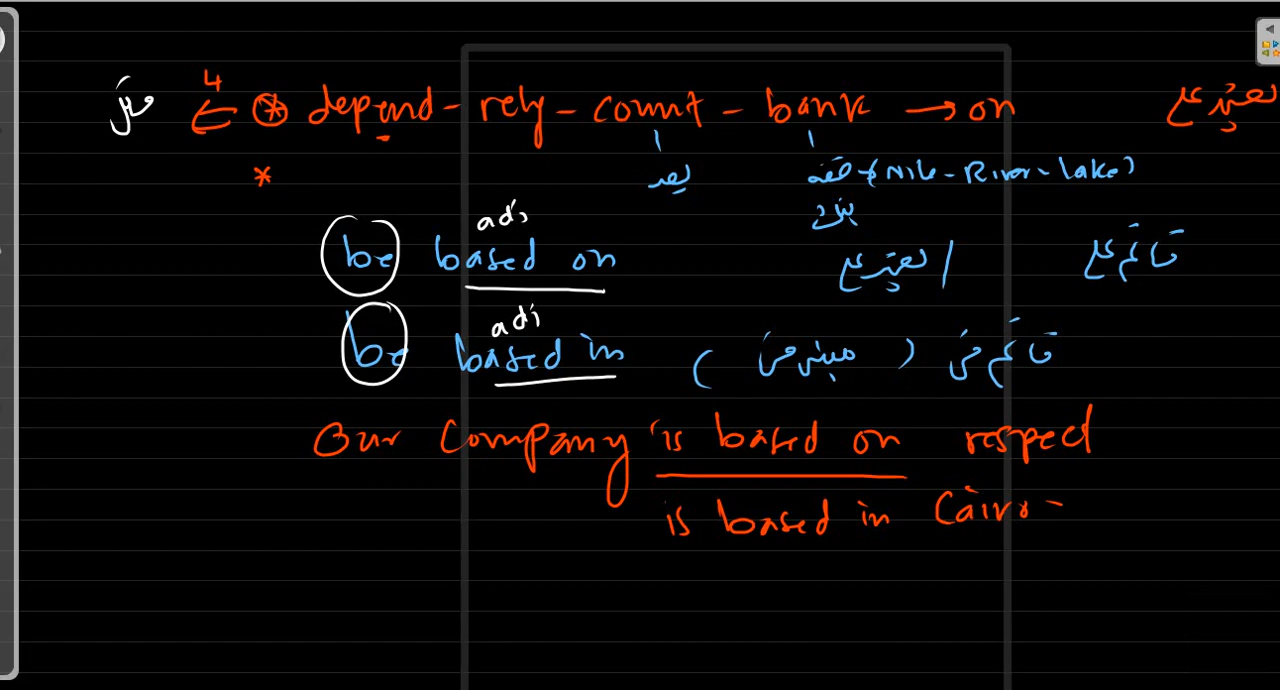 4 ← ⊛ depend - rely - count - bank → on يعتمد على
* يعد ضفة (Nile - River - Lake)
بنك
adj
be based on يعتمد على / قائم على
adj
be based in قائم في ( مبني في )
Our company is based on respect
is based in Cairo -